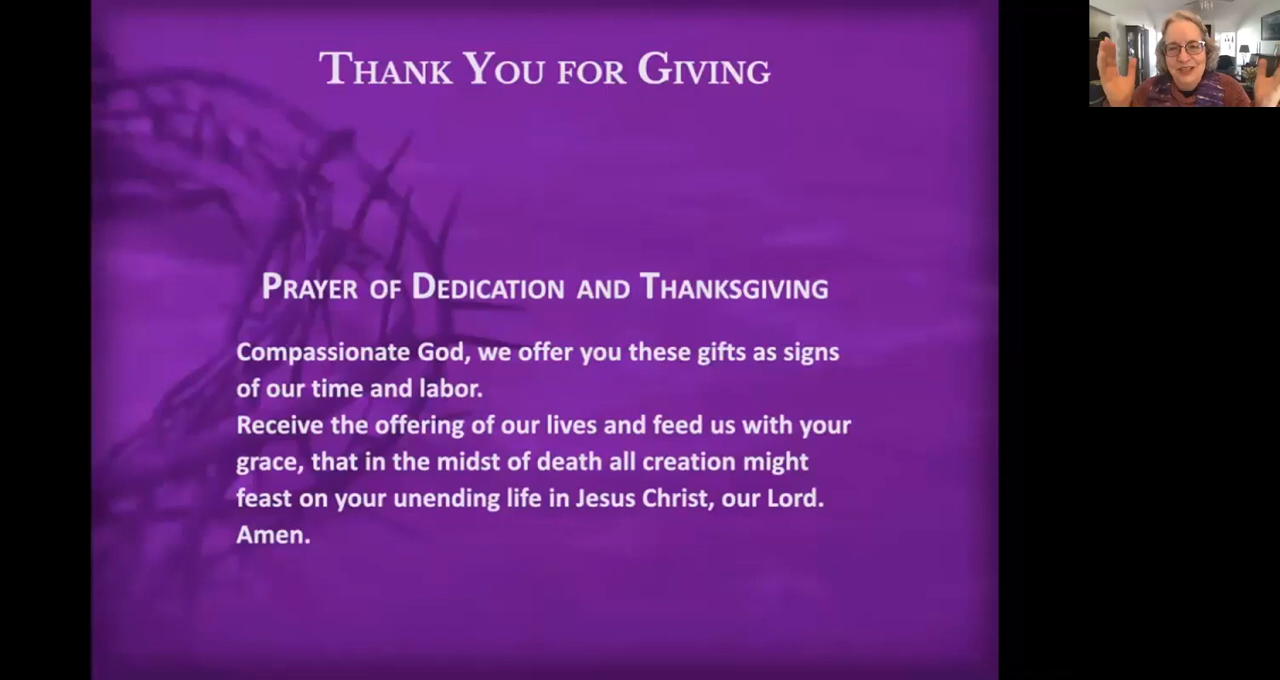 Thank You for Giving
Prayer of Dedication and Thanksgiving
Compassionate God, we offer you these gifts as signs
of our time and labor.
Receive the offering of our lives and feed us with your
grace, that in the midst of death all creation might
feast on your unending life in Jesus Christ, our Lord.
Amen.